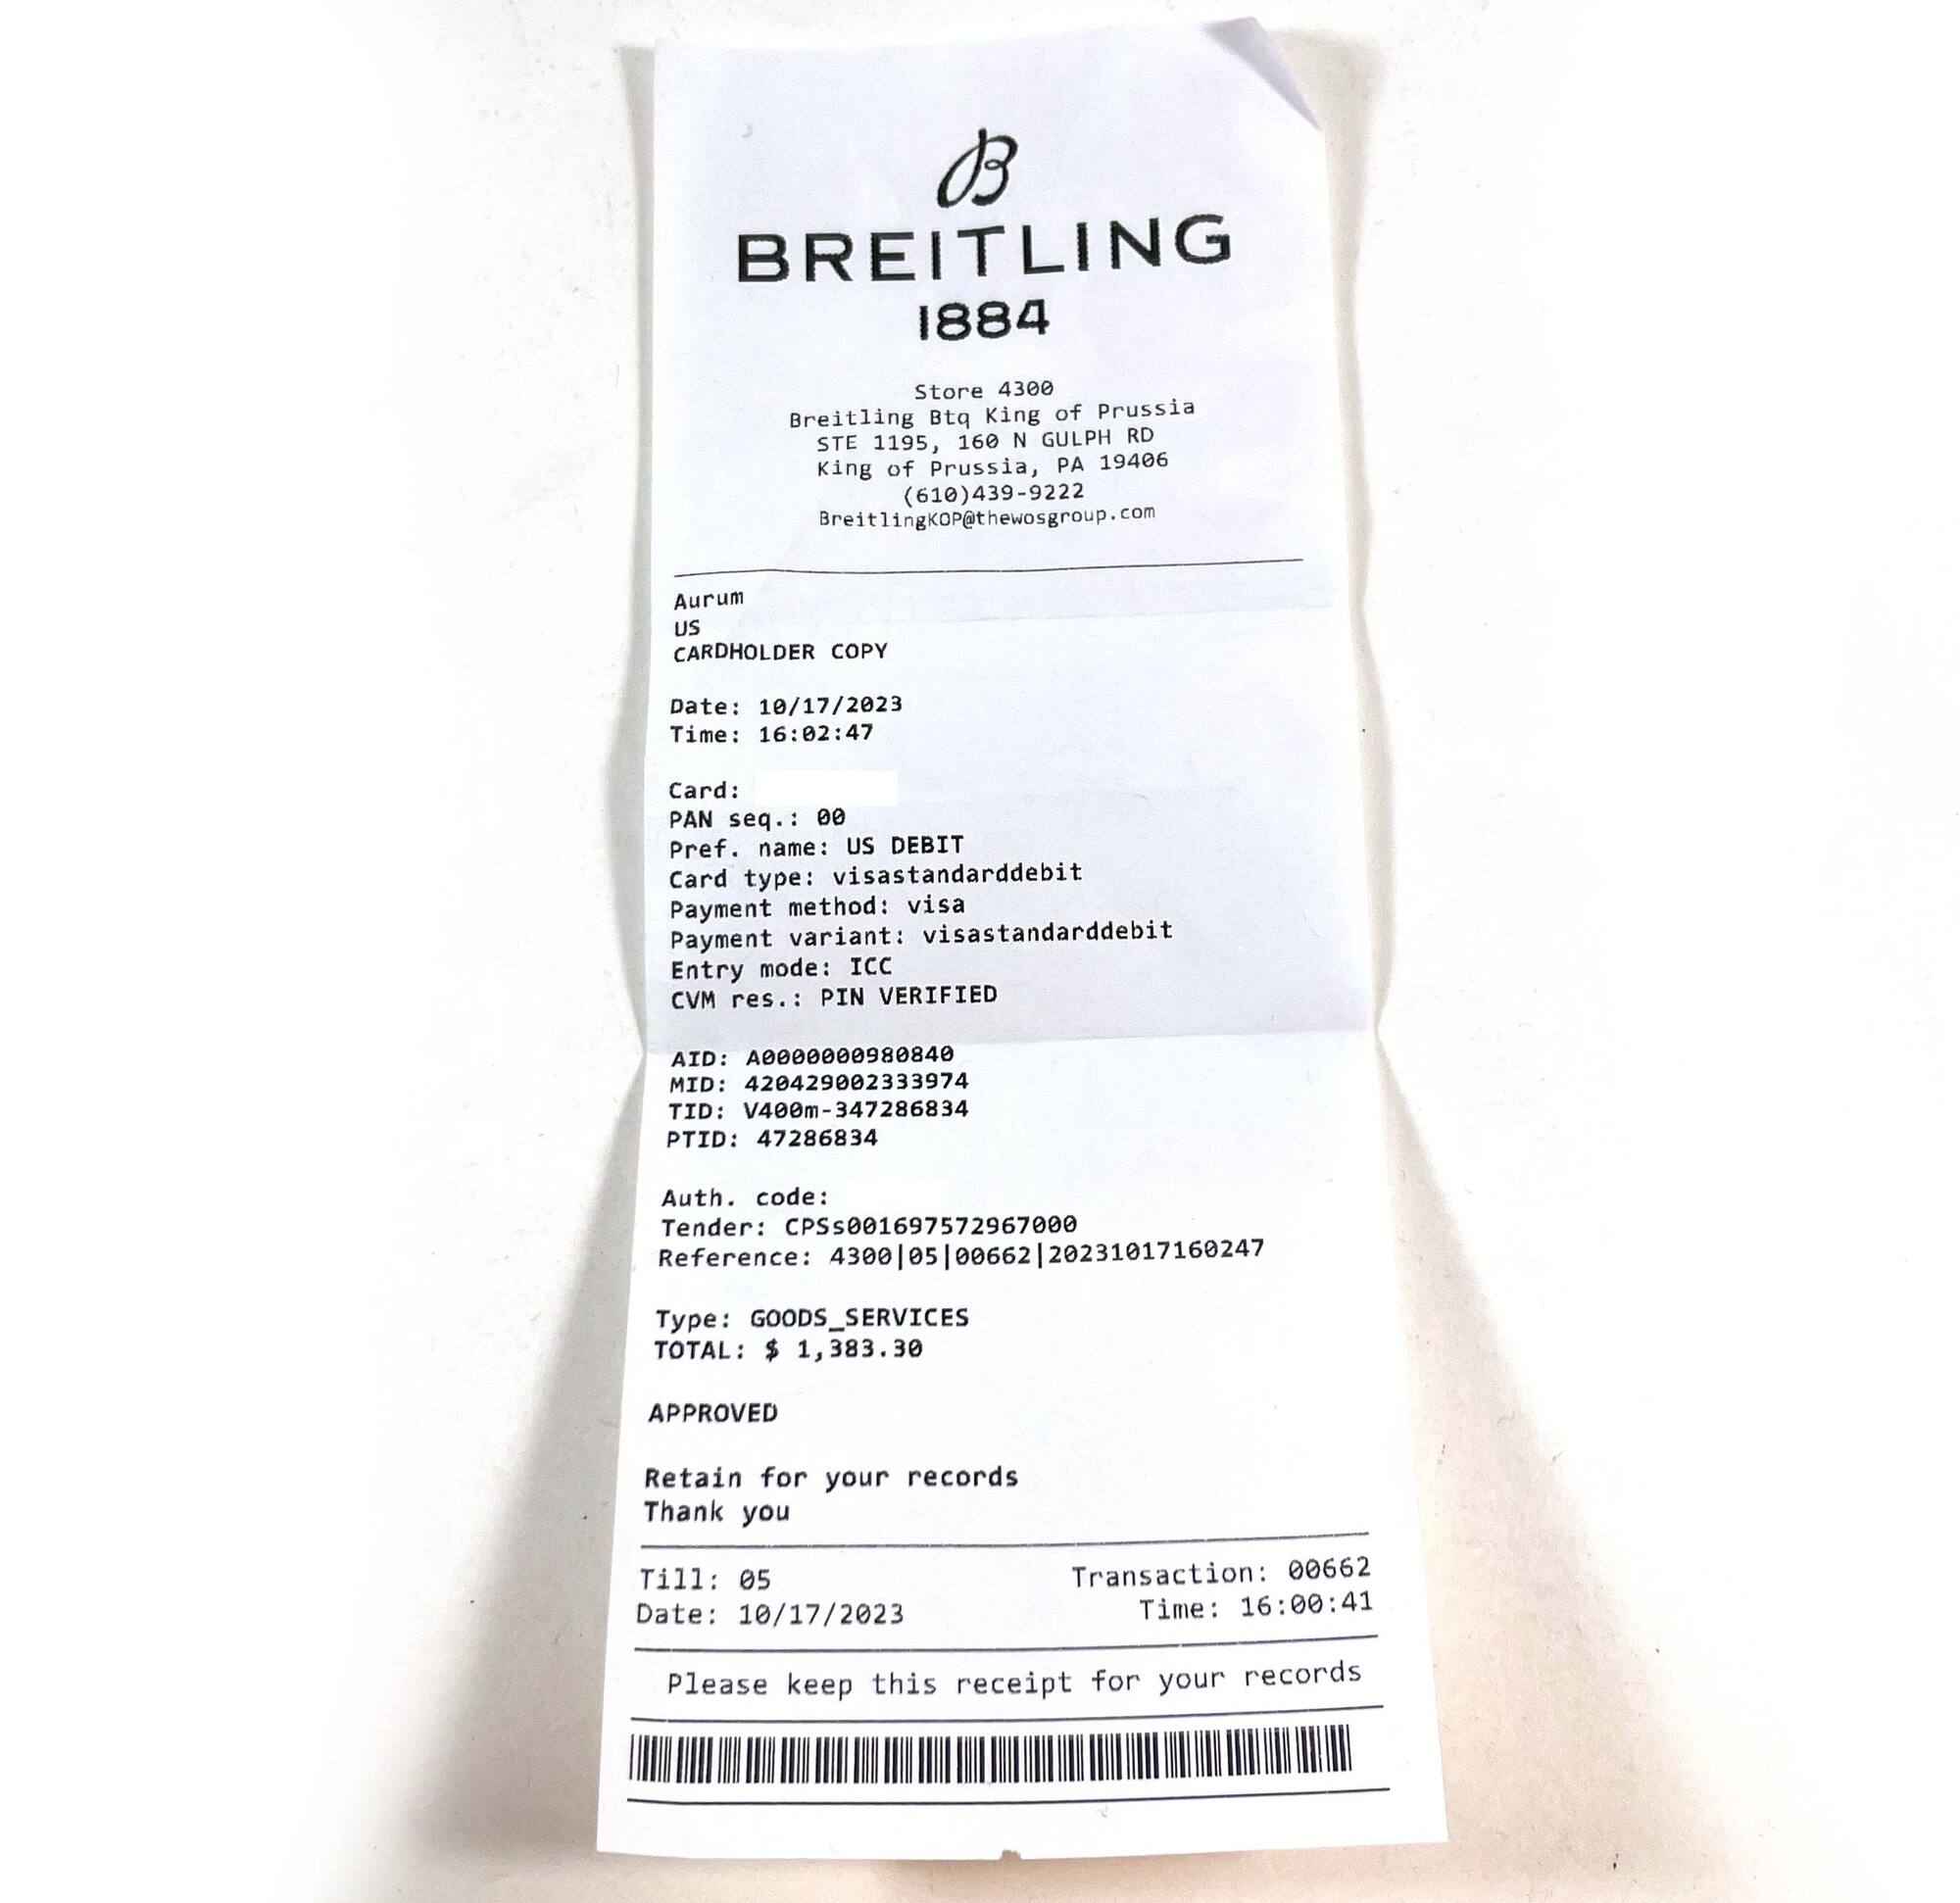 B
BREITLING
1884
Store 4300
Breitling Btq King of Prussia
STE 1195, 160 N GULPH RD
King of Prussia, PA 19406
(610)439-9222
BreitlingKOP@thewosgroup.com
Aurum
US
CARDHOLDER COPY
Date: 10/17/2023
Time: 16:02:47
Card:
PAN seq.: 00
Pref. name: US DEBIT
Card type: visastandarddebit
Payment method: visa
Payment variant: visastandarddebit
Entry mode: ICC
CVM res.: PIN VERIFIED
AID: A0000000980840
MID: 420429002333974
TID: V400m-347286834
PTID: 47286834
Auth. code:
Tender: CPSs001697572967000
Reference: 4300|05|00662|20231017160247
Type: GOODS_SERVICES
TOTAL: $ 1,383.30
APPROVED
Retain for your records
Thank you
Till: 05 Transaction: 00662
Date: 10/17/2023 Time: 16:00:41
Please keep this receipt for your records